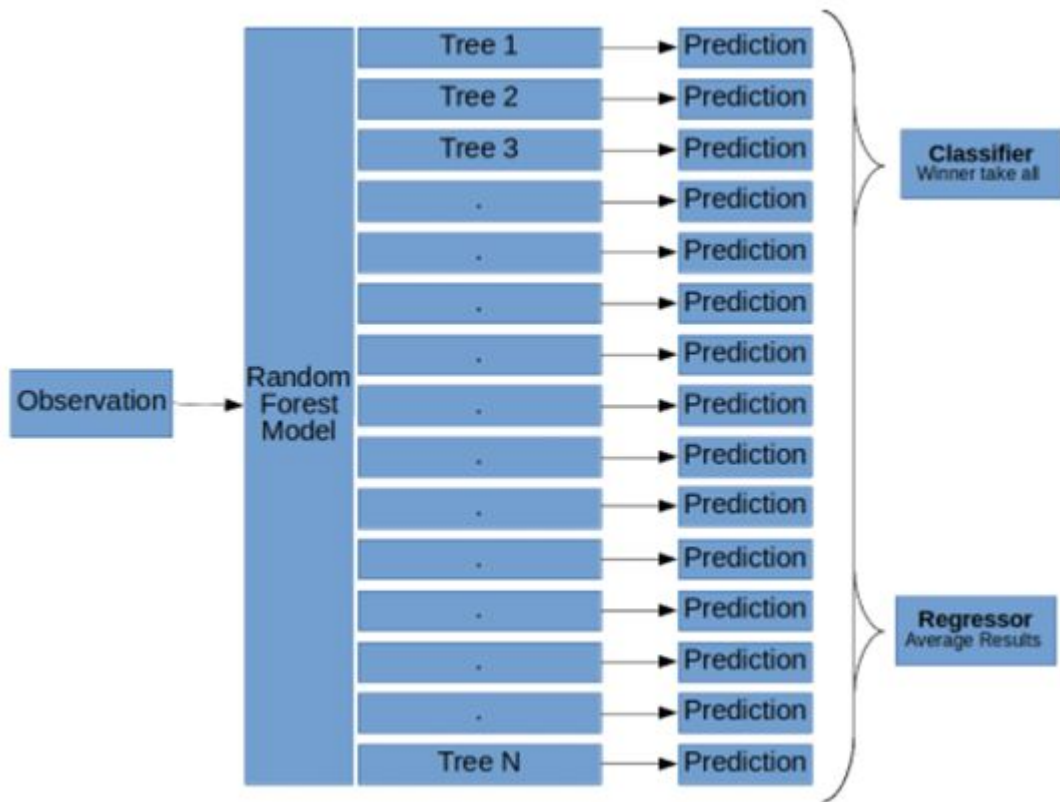 Observation
Random
Forest
Model
Tree 1
Prediction
Tree 2
Prediction
Tree 3
Prediction
.
Prediction
.
Prediction
.
Prediction
.
Prediction
.
Prediction
.
Prediction
.
Prediction
.
Prediction
.
Prediction
.
Prediction
.
Prediction
Tree N
Prediction
Classifier
Winner take all
Regressor
Average Results